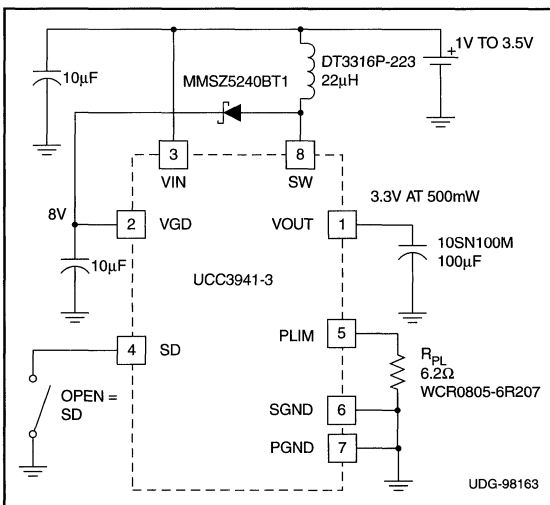 1V TO 3.5V
+
DT3316P-223
22µH
10µF
MMSZ5240BT1
3
8
VIN
SW
3.3V AT 500mW
8V
2
VGD
VOUT
1
10SN100M
100µF
10µF
UCC3941-3
4
SD
PLIM
5
RPL
6.2Ω
WCR0805-6R207
OPEN =
SD
SGND
6
PGND
7
UDG-98163